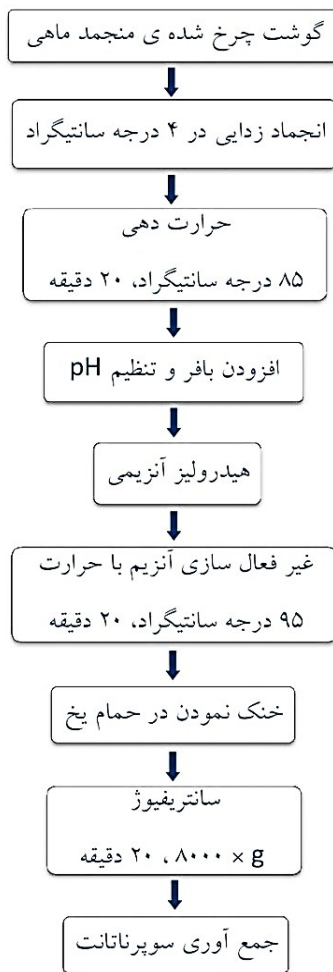 گوشت چرخ شده ی منجمد ماهی
انجماد زدایی در ۴ درجه سانتیگراد
حرارت دهی
۸۵ درجه سانتیگراد، ۲۰ دقیقه
افزودن بافر و تنظیم pH
هیدرولیز آنزیمی
غیر فعال سازی آنزیم با حرارت
۹۵ درجه سانتیگراد، ۲۰ دقیقه
خنک نمودن در حمام یخ
سانتریفیوژ
۸۰۰۰ × g ، ۲۰ دقیقه
جمع آوری سوپرناتانت